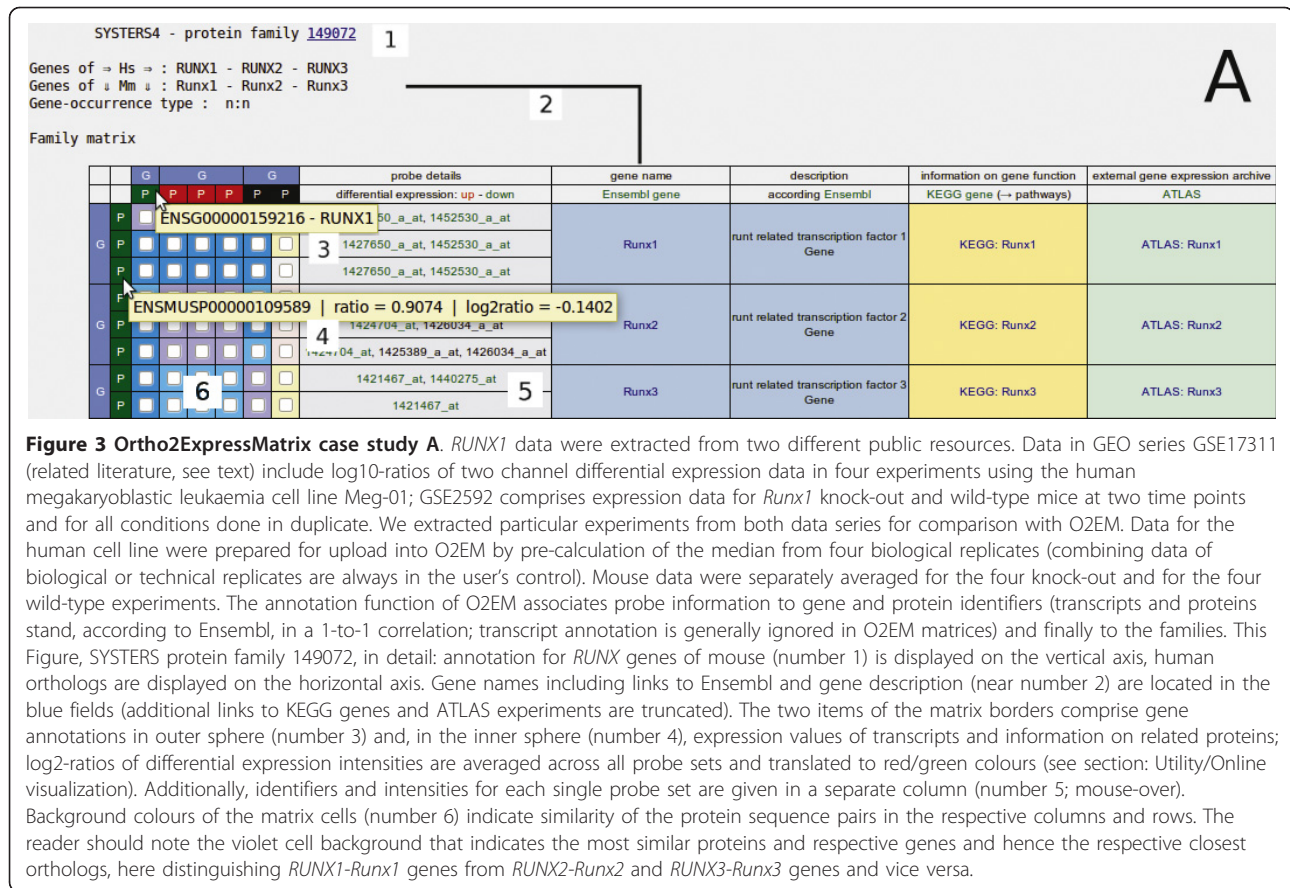 SYSTERS4 - protein family 149072
1
A
Genes of ⇒ Hs ⇒ : RUNX1 - RUNX2 - RUNX3
Genes of ⇓ Mm ⇓ : Runx1 - Runx2 - Runx3
Gene-occurrence type : n:n
2
Family matrix
G G G probe details gene name description information on gene function external gene expression archive
P P P P P P differential expression: up - down Ensembl gene according Ensembl KEGG gene (→ pathways) ATLAS
ENSG00000159216 - RUNX1
G P 50_a_at, 1452530_a_at
P 3 1427650_a_at, 1452530_a_at Runx1 runt related transcription factor 1 Gene KEGG: Runx1 ATLAS: Runx1
P 1427650_a_at, 1452530_a_at
ENSMUSP00000109589 | ratio = 0.9074 | log2ratio = -0.1402
G P 4 1424704_at, 1426034_a_at Runx2 runt related transcription factor 2 Gene KEGG: Runx2 ATLAS: Runx2
P 1424704_at, 1425389_a_at, 1426034_a_at
G P 6 1421467_at, 1440275_at 5 Runx3 runt related transcription factor 3 Gene KEGG: Runx3 ATLAS: Runx3
P 1421467_at
Figure 3 Ortho2ExpressMatrix case study A. RUNX1 data were extracted from two different public resources. Data in GEO series GSE17311
(related literature, see text) include log10-ratios of two channel differential expression data in four experiments using the human
megakaryoblastic leukaemia cell line Meg-01; GSE2592 comprises expression data for Runx1 knock-out and wild-type mice at two time points
and for all conditions done in duplicate. We extracted particular experiments from both data series for comparison with O2EM. Data for the
human cell line were prepared for upload into O2EM by pre-calculation of the median from four biological replicates (combining data of
biological or technical replicates are always in the user's control). Mouse data were separately averaged for the four knock-out and for the four
wild-type experiments. The annotation function of O2EM associates probe information to gene and protein identifiers (transcripts and proteins
stand, according to Ensembl, in a 1-to-1 correlation; transcript annotation is generally ignored in O2EM matrices) and finally to the families. This
Figure, SYSTERS protein family 149072, in detail: annotation for RUNX genes of mouse (number 1) is displayed on the vertical axis, human
orthologs are displayed on the horizontal axis. Gene names including links to Ensembl and gene description (near number 2) are located in the
blue fields (additional links to KEGG genes and ATLAS experiments are truncated). The two items of the matrix borders comprise gene
annotations in outer sphere (number 3) and, in the inner sphere (number 4), expression values of transcripts and information on related proteins;
log2-ratios of differential expression intensities are averaged across all probe sets and translated to red/green colours (see section: Utility/Online
visualization). Additionally, identifiers and intensities for each single probe set are given in a separate column (number 5; mouse-over).
Background colours of the matrix cells (number 6) indicate similarity of the protein sequence pairs in the respective columns and rows. The
reader should note the violet cell background that indicates the most similar proteins and respective genes and hence the respective closest
orthologs, here distinguishing RUNX1-Runx1 genes from RUNX2-Runx2 and RUNX3-Runx3 genes and vice versa.